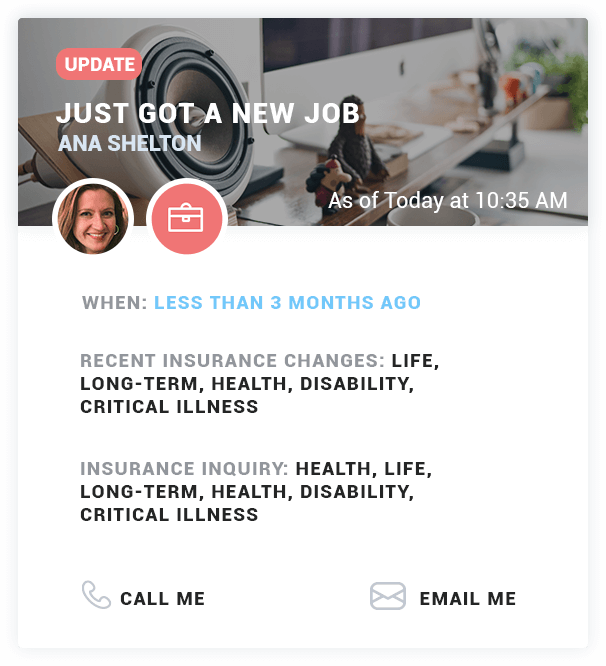 UPDATE
JUST GOT A NEW JOB
ANA SHELTON
As of Today at 10:35 AM
WHEN: LESS THAN 3 MONTHS AGO
RECENT INSURANCE CHANGES: LIFE,
LONG-TERM, HEALTH, DISABILITY,
CRITICAL ILLNESS
INSURANCE INQUIRY: HEALTH, LIFE,
LONG-TERM, HEALTH, DISABILITY,
CRITICAL ILLNESS
CALL ME
EMAIL ME